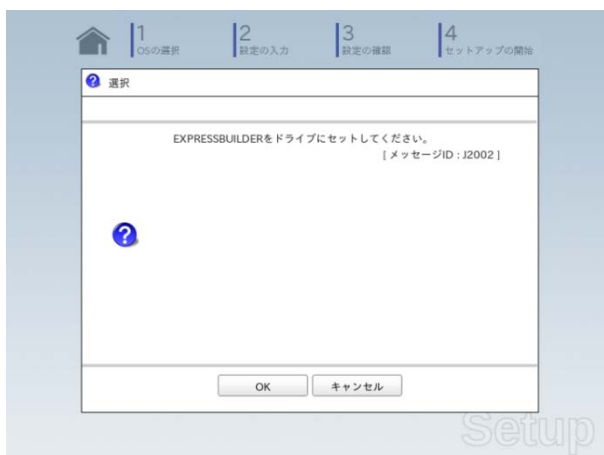 1
OSの選択
2
設定の入力
3
設定の確認
4
セットアップの開始
選択
EXPRESSBUILDERをドライブにセットしてください。
[ メッセージID : J2002 ]
OK
キャンセル
Setup